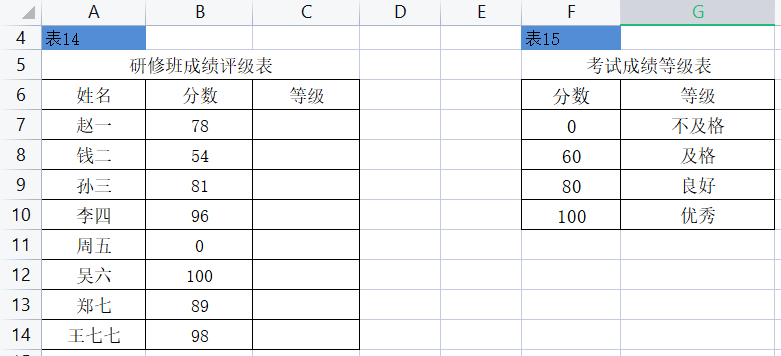 A B C D E F G
4 表14 表15
5 研修班成绩评级表 考试成绩等级表
6 姓名 分数 等级 分数 等级
7 赵一 78 0 不及格
8 钱二 54 60 及格
9 孙三 81 80 良好
10 李四 96 100 优秀
11 周五 0
12 吴六 100
13 郑七 89
14 王七七 98